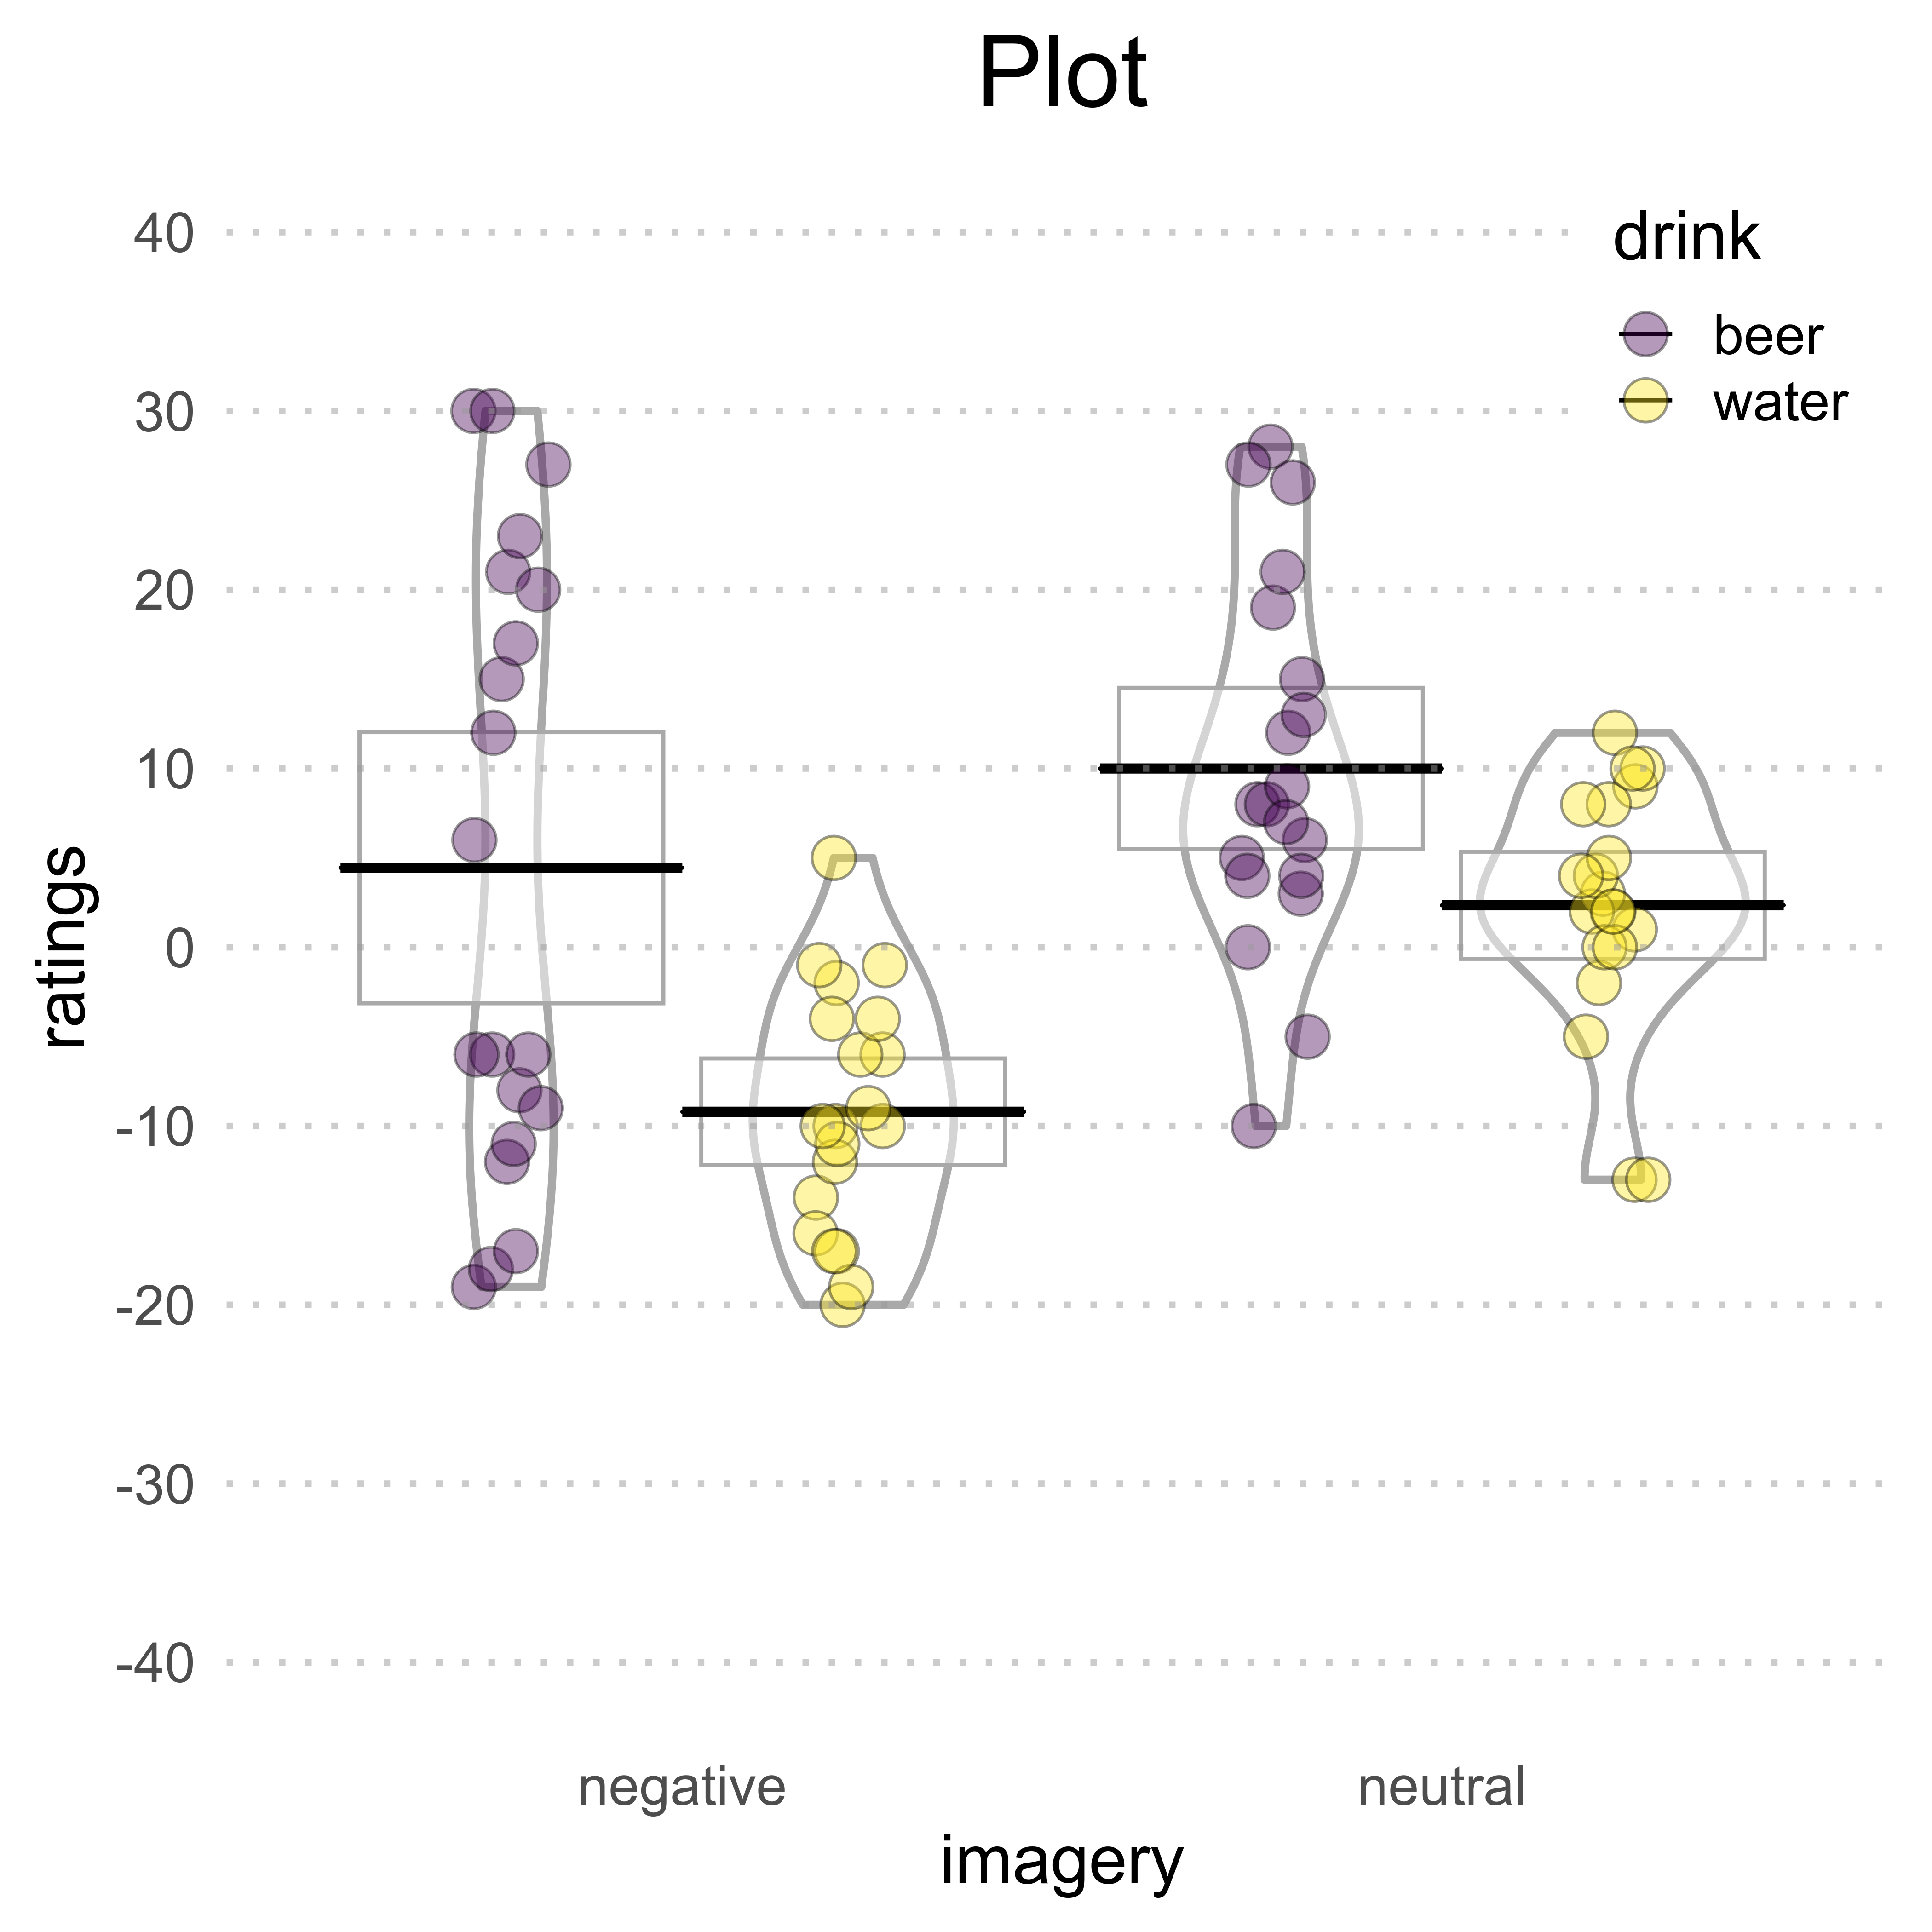 Plot
40
30
20
10
0
-10
-20
-30
-40
ratings
drink
beer
water
negative neutral
imagery